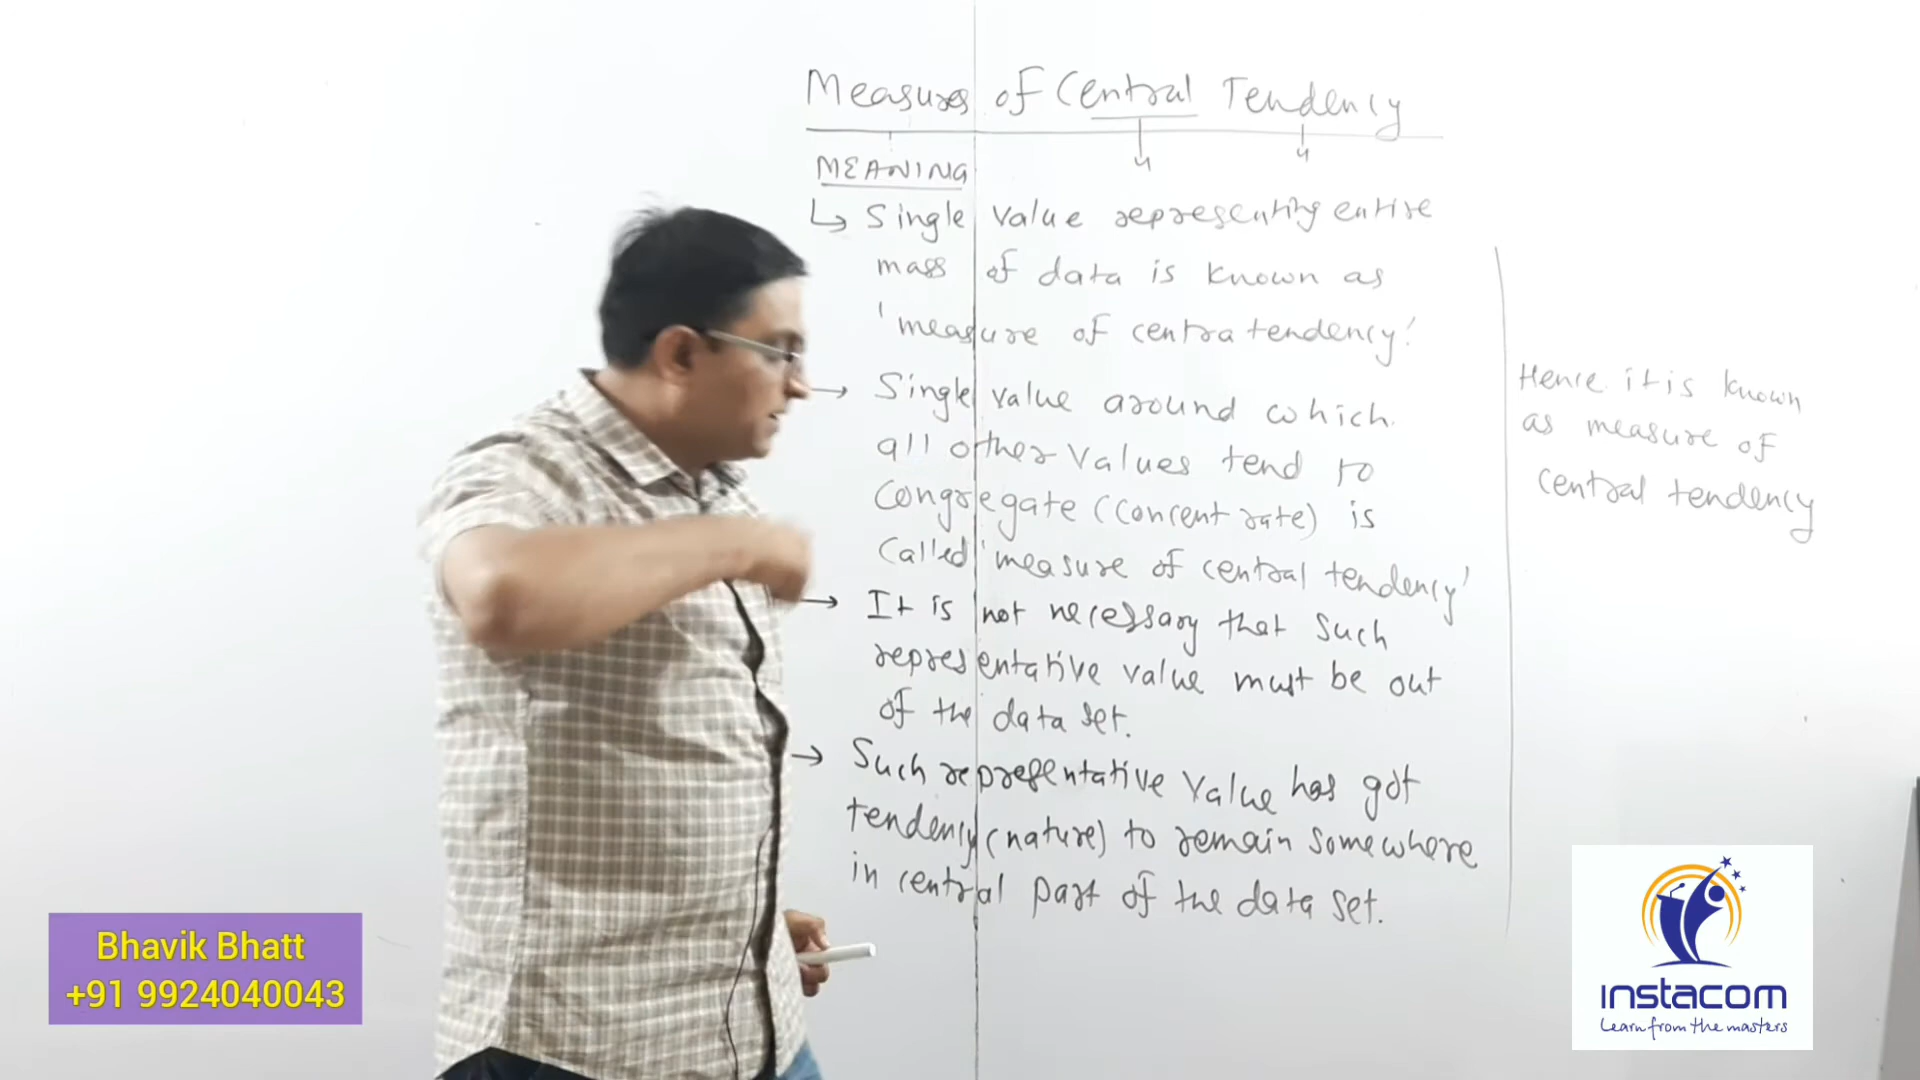 Measures of Central Tendency
MEANING
↳ Single value representing entire
mass of data is known as
'measure of centra tendency'
→ Single value around which
all other values tend to
congregate (concentrate) is
called 'measure of central tendency'
→ It is not necessary that such
representative value must be out
of the data set.
→ Such representative value has got
tendency (nature) to remain somewhere
in central part of the data set.
Hence it is known
as measure of
central tendency
Bhavik Bhatt
+91 9924040043
instacom
Learn from the masters